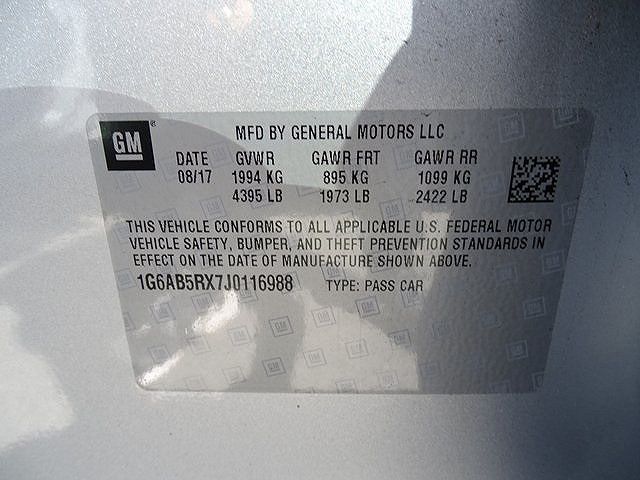 GM MFD BY GENERAL MOTORS LLC
DATE GVWR GAWR FRT GAWR RR
08/17 1994 KG 895 KG 1099 KG
4395 LB 1973 LB 2422 LB
THIS VEHICLE CONFORMS TO ALL APPLICABLE U.S. FEDERAL MOTOR
VEHICLE SAFETY, BUMPER, AND THEFT PREVENTION STANDARDS IN
EFFECT ON THE DATE OF MANUFACTURE SHOWN ABOVE.
1G6AB5RX7J0116988 TYPE: PASS CAR